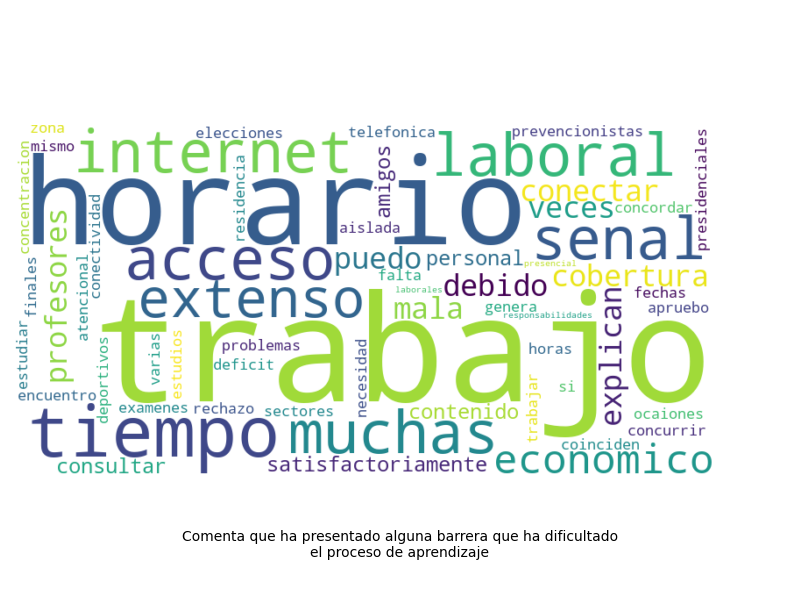 zona
elecciones
telefonica
prevencionistas
mismo
internet
laboral
concentracion
horario
residencia
amigos
conectar
presidenciales
veces
concordar
aislada
senal
profesores
conectividad
acceso
puedo
personal
presencial
finales
atencional
extenso
falta
debido
cobertura
laborales
mala
genera
responsabilidades
explican
fechas
apruebo
trabajo
estudiar
deportivos
varias
estudios
problemas
deficit
necesidad
horas
trabajar
si
encuentro
examenes
rechazo
sectores
contenido
ocaiones
tiempo
muchas
concurrir
coinciden
consultar
satisfactoriamente
economico
Comenta que ha presentado alguna barrera que ha dificultado
el proceso de aprendizaje